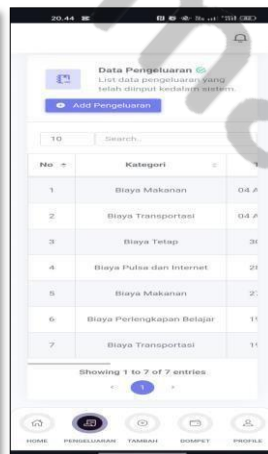 20.44
Data Pengeluaran
List data pengeluaran yang
telah diinput kedalam sistem.
Add Pengeluaran
10 Search..
No Kategori
1 Biaya Makanan 04 A
2 Biaya Transportasi 04 A
3 Biaya Tetap
4 Biaya Pulsa dan Internet
5 Biaya Makanan
6 Biaya Perlengkapan Belajar
7 Biaya Transportasi
Showing 1 to 7 of 7 entries
1
HOME PENGELUARAN TAMBAH DOMPET PROFILE